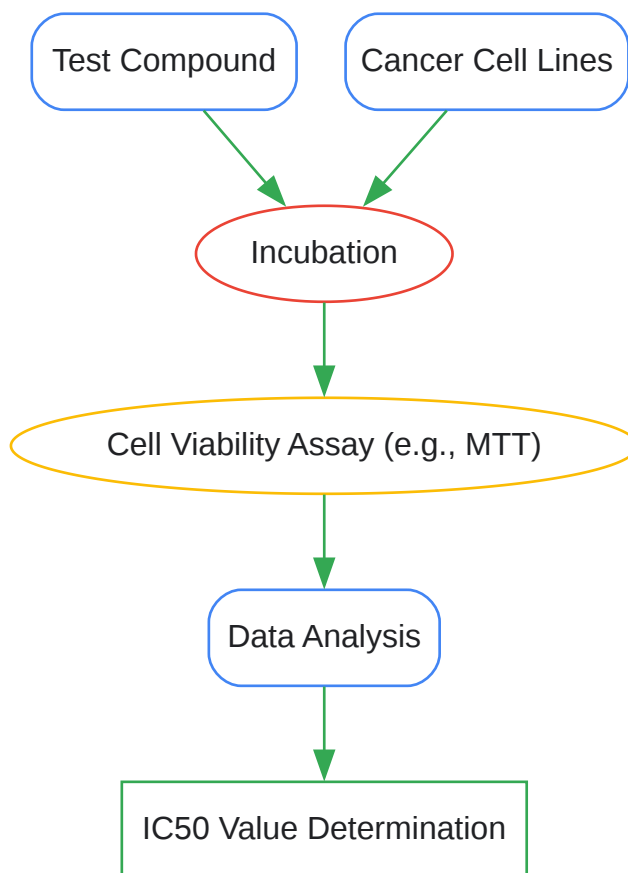 Test Compound
Cancer Cell Lines
Incubation
Cell Viability Assay (e.g., MTT)
Data Analysis
IC50 Value Determination